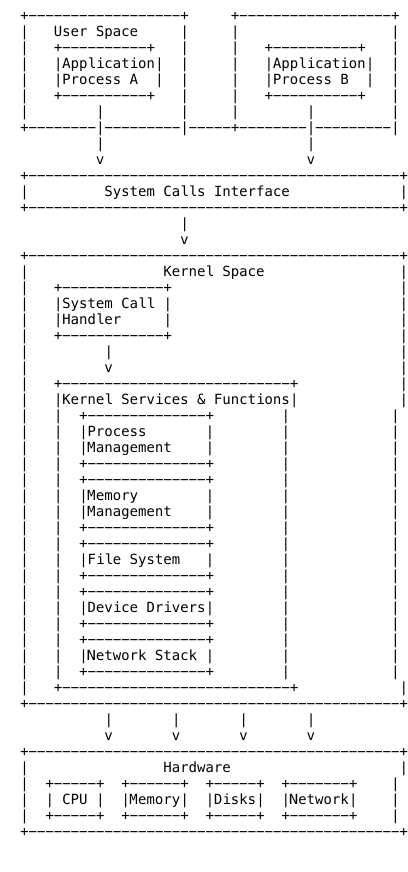 User Space
Application Application
Process A Process B
v v
System Calls Interface
v
Kernel Space
System Call
Handler
v
Kernel Services & Functions
Process
Management
Memory
Management
File System
Device Drivers
Network Stack
v v v v
Hardware
CPU Memory Disks Network